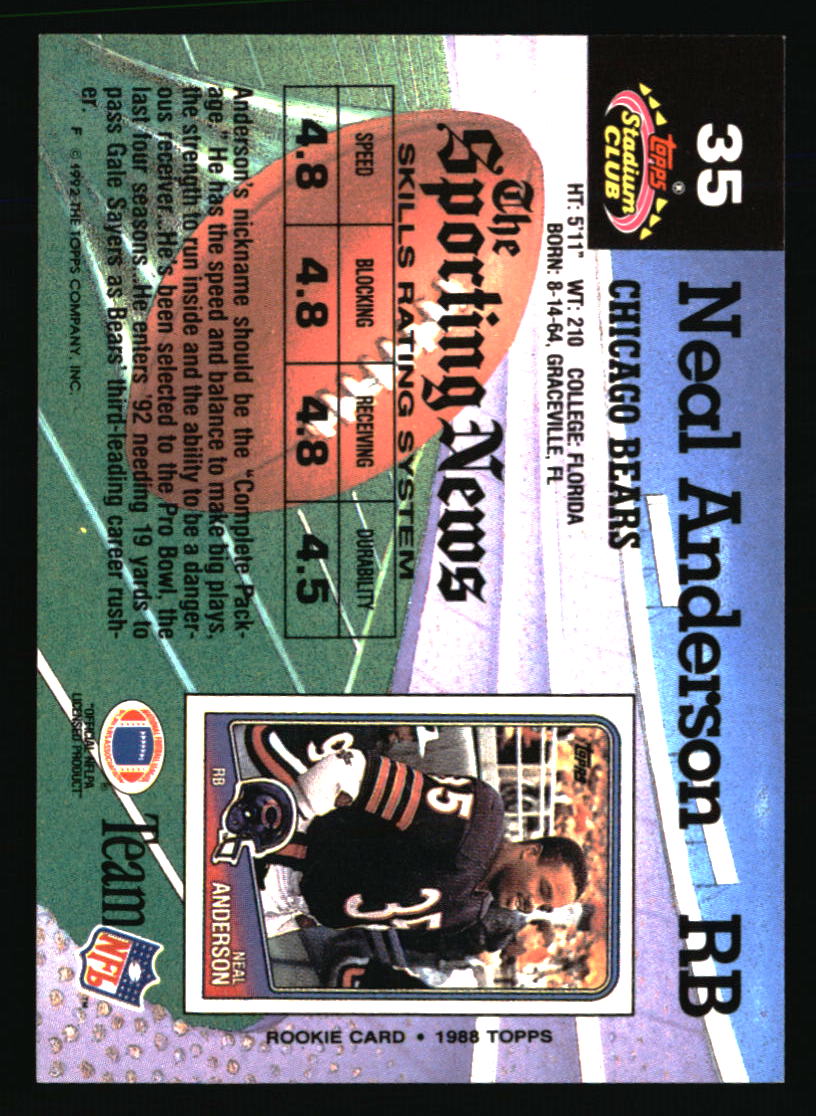 35
TOPPS®
Stadium
CLUB
Neal Anderson RB
CHICAGO BEARS
HT: 5'11" WT: 210 COLLEGE: FLORIDA
BORN: 8-14-64, GRACEVILLE, FL
The
Sporting News
SKILLS RATING SYSTEM
SPEED BLOCKING RECEIVING DURABILITY
4.8 4.8 4.8 4.5
Anderson's nickname should be the "Complete Pack-
age." He has the speed and balance to make big plays,
the strength to run inside and the ability to be a danger-
ous receiver...He's been selected to the Pro Bowl, the
last four seasons...He enters '92 needing 19 yards to
pass Gale Sayers as Bears' third-leading career rush-
er.
F © 1992 THE TOPPS COMPANY, INC.
TOPPS
35
35
RB
NEAL
ANDERSON
ROOKIE CARD • 1988 TOPPS
"OFFICIAL NFLPA
LICENSED PRODUCT"
®
Team
NFL
™